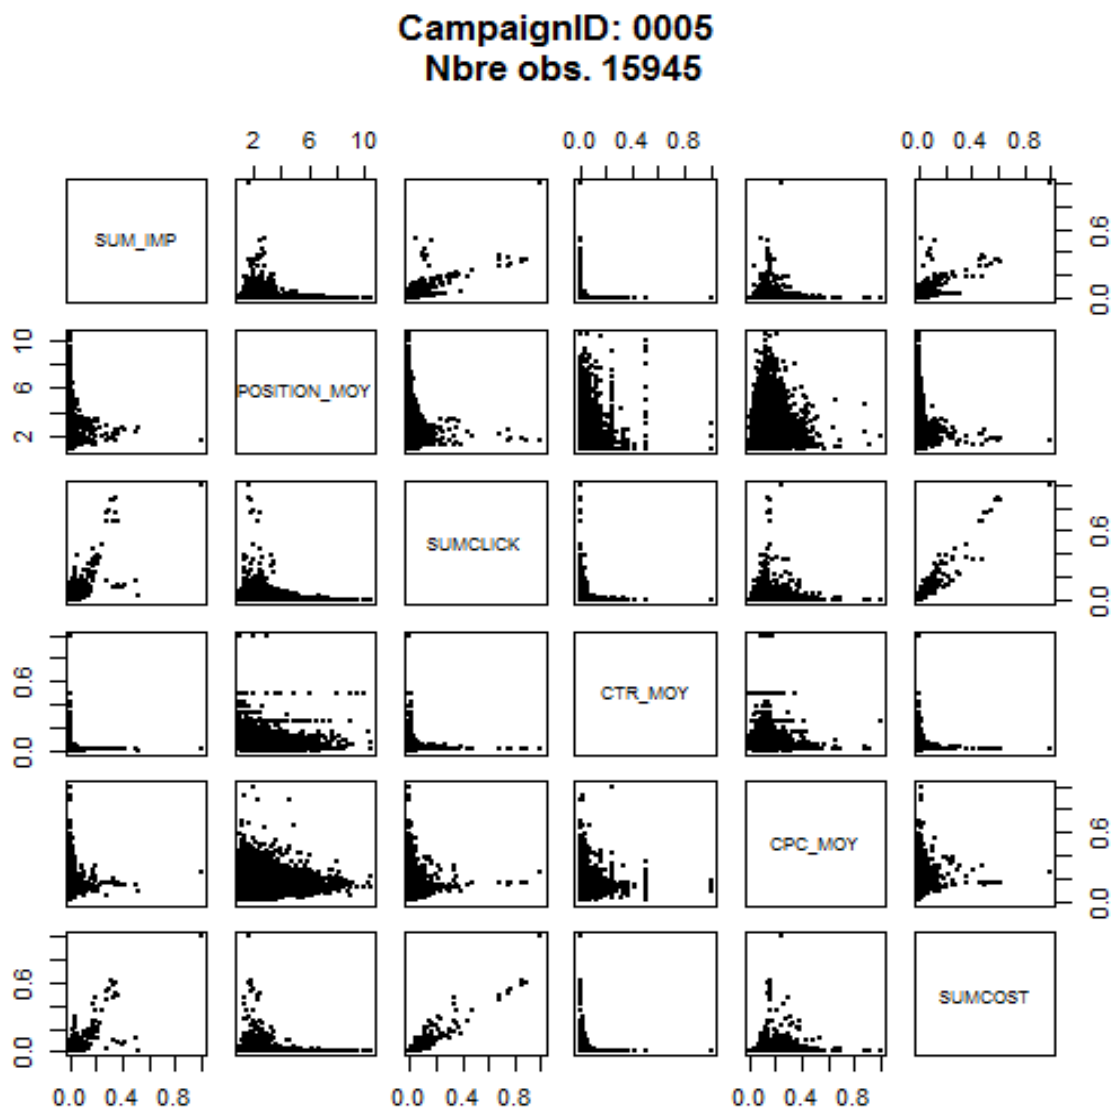 CampaignID: 0005
Nbre obs. 15945
2 6 10 0.0 0.4 0.8 0.0 0.4 0.8
SUM_IMP 0.0 0.6
2 6 10 POSITION_MOY
SUMCLICK 0.0 0.6
0.0 0.6 CTR_MOY
CPC_MOY 0.0 0.6
0.0 0.6 SUMCOST
0.0 0.4 0.8 0.0 0.4 0.8 0.0 0.4 0.8